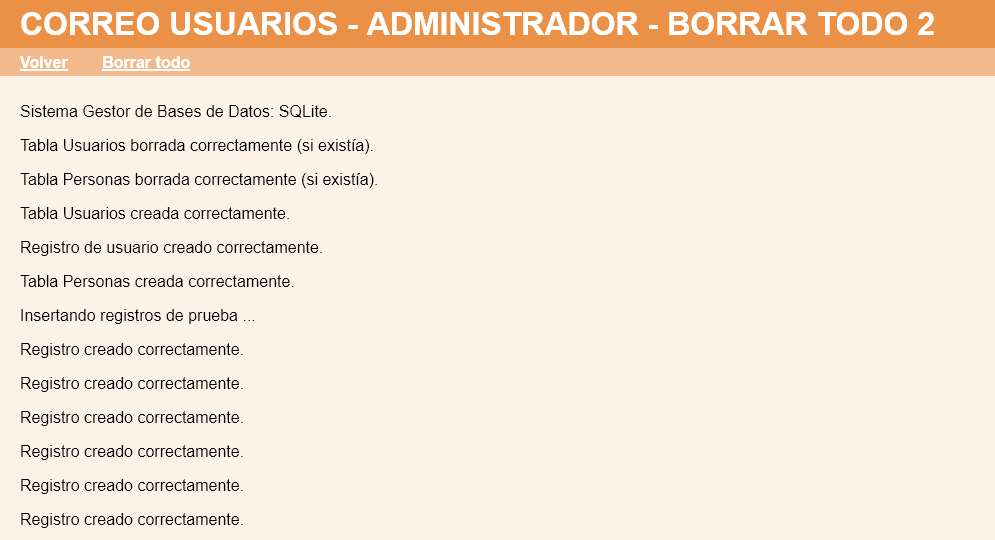 CORREO USUARIOS - ADMINISTRADOR - BORRAR TODO 2
Volver Borrar todo
Sistema Gestor de Bases de Datos: SQLite.
Tabla Usuarios borrada correctamente (si existía).
Tabla Personas borrada correctamente (si existía).
Tabla Usuarios creada correctamente.
Registro de usuario creado correctamente.
Tabla Personas creada correctamente.
Insertando registros de prueba ...
Registro creado correctamente.
Registro creado correctamente.
Registro creado correctamente.
Registro creado correctamente.
Registro creado correctamente.
Registro creado correctamente.